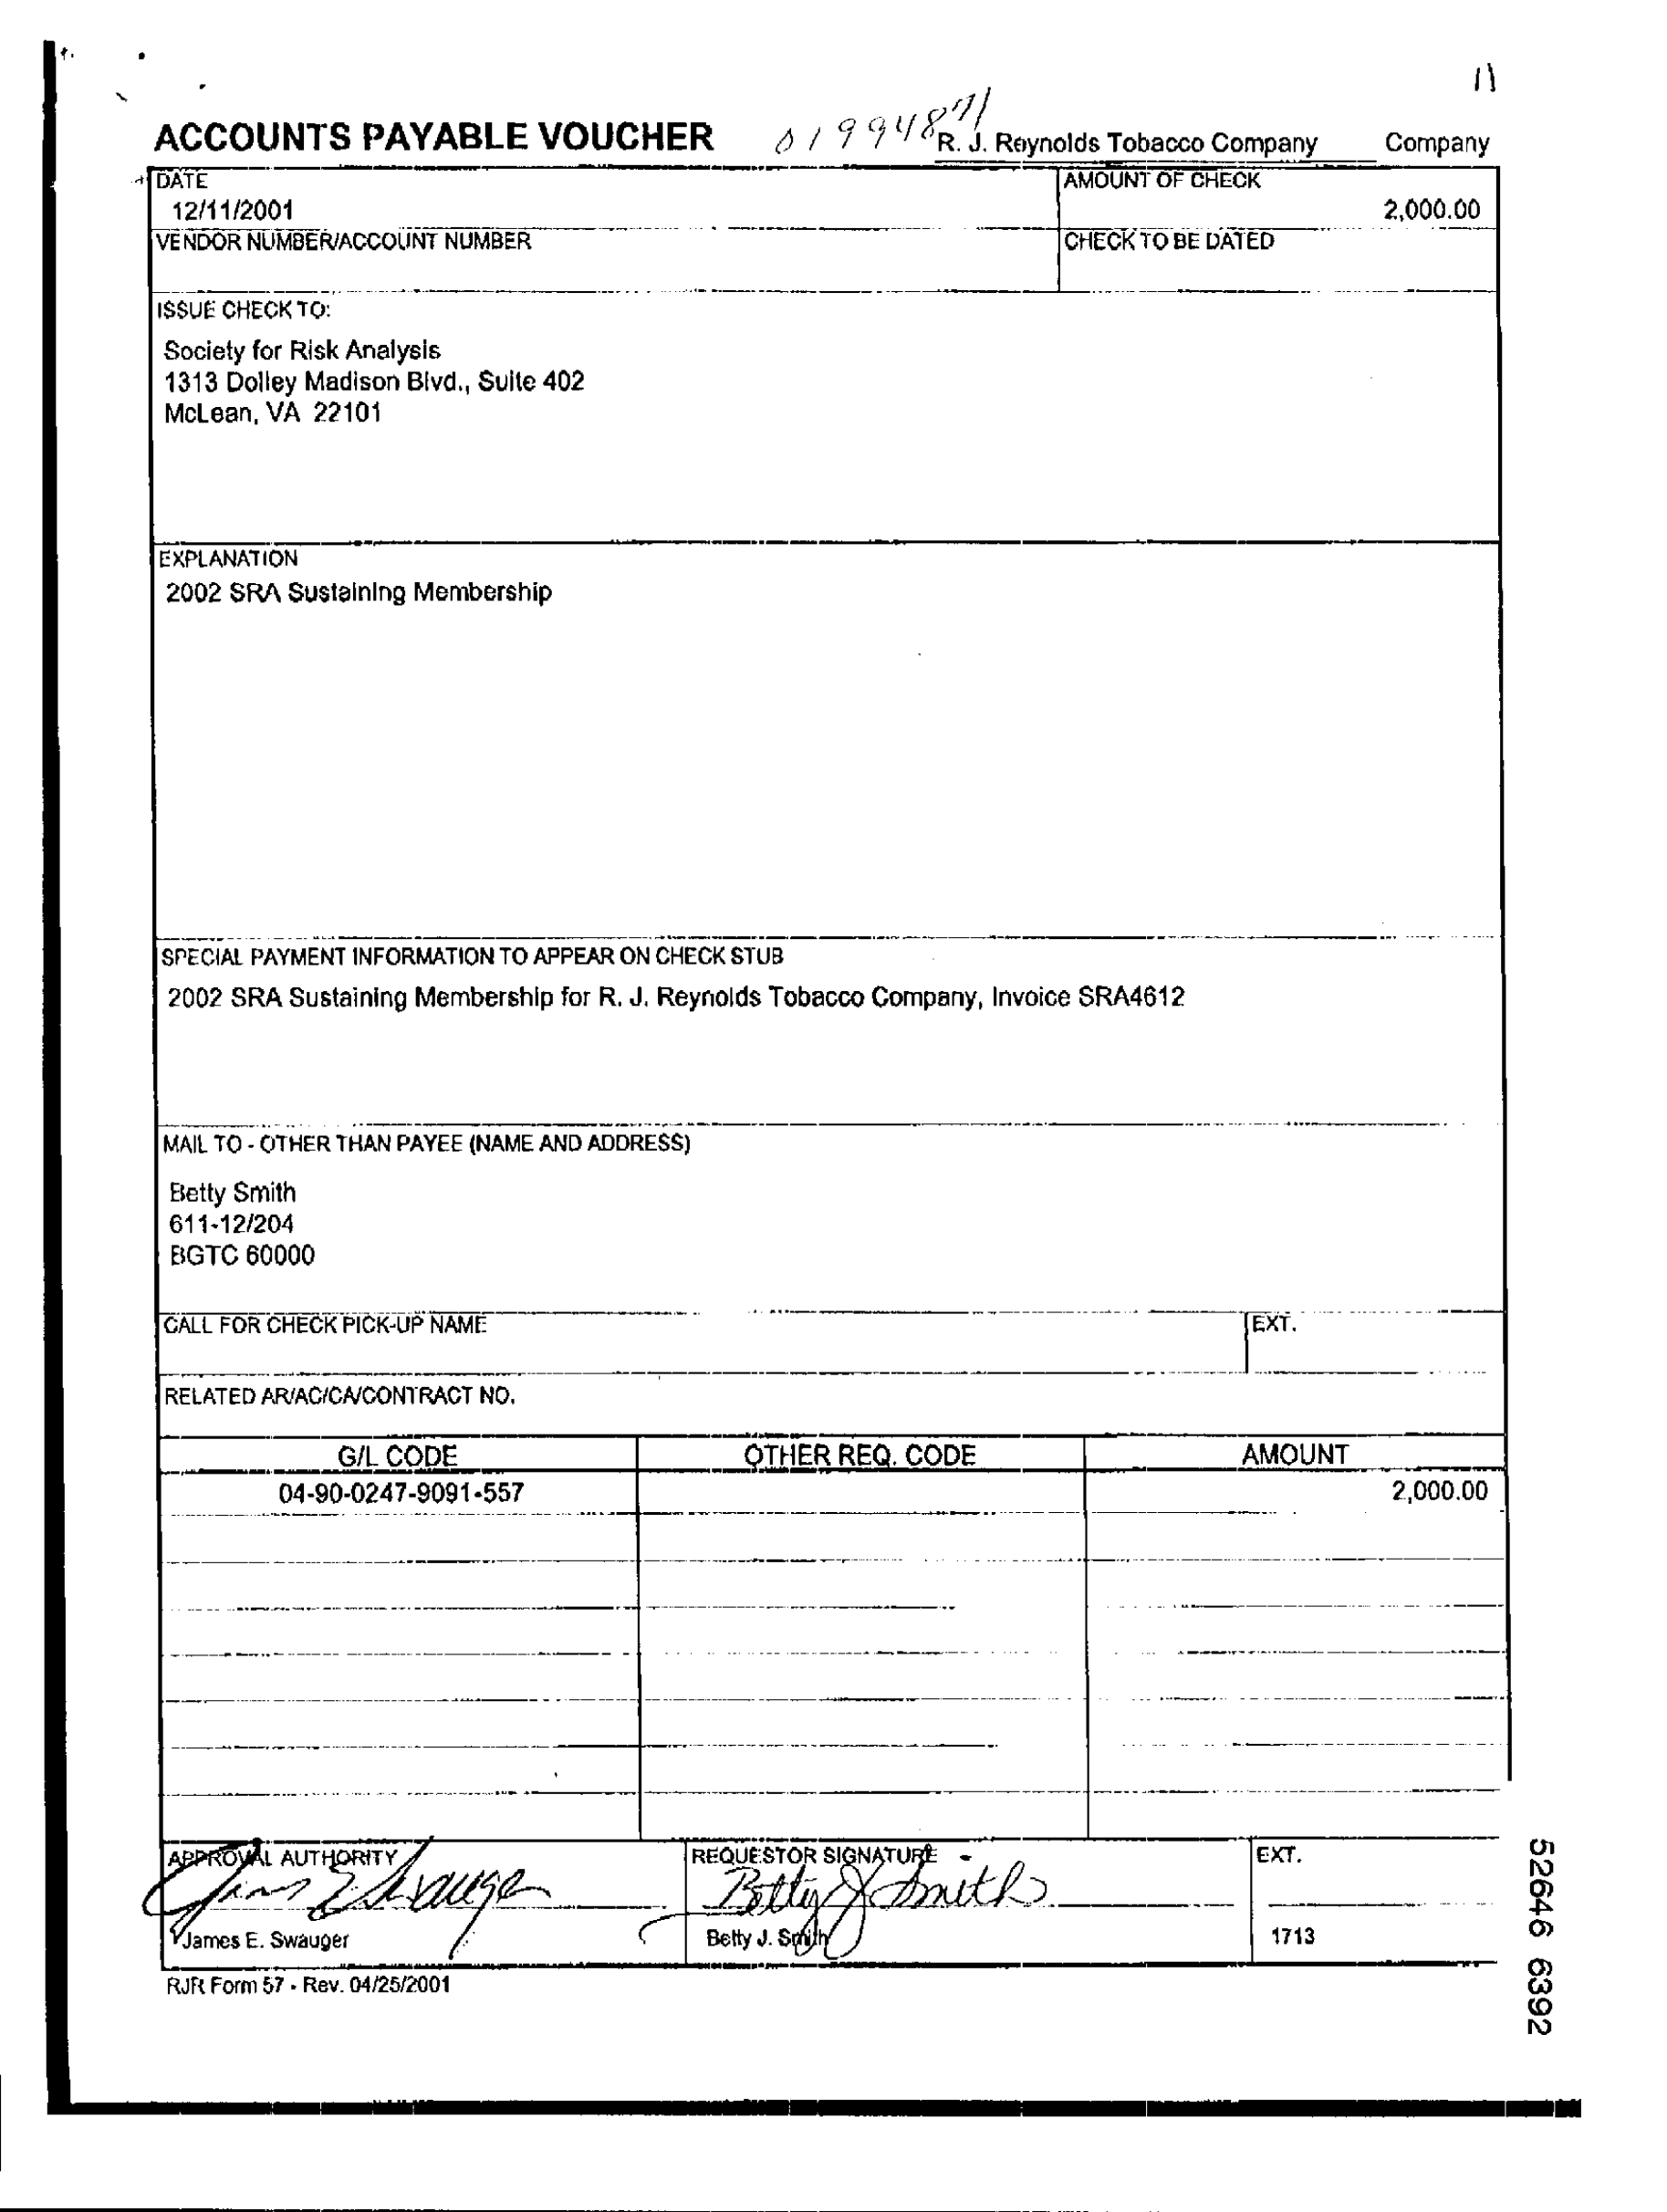 11
ACCOUNTS PAYABLE VOUCHER 01994871 R. J. Reynolds Tobacco Company Company
DATE AMOUNT OF CHECK
12/11/2001 2,000.00
VENDOR NUMBER/ACCOUNT NUMBER CHECK TO BE DATED
ISSUE CHECK TO:
Society for Risk Analysis
1313 Dolley Madison Blvd., Suite 402
McLean, VA 22101
EXPLANATION
2002 SRA Sustaining Membership
SPECIAL PAYMENT INFORMATION TO APPEAR ON CHECK STUB
2002 SRA Sustaining Membership for R. J. Reynolds Tobacco Company, Invoice SRA4612
MAIL TO - OTHER THAN PAYEE (NAME AND ADDRESS)
Betty Smith
611-12/204
BGTC 60000
CALL FOR CHECK PICK-UP NAME EXT.
RELATED AR/AC/CA/CONTRACT NO.
G/L CODE OTHER REQ. CODE AMOUNT
04-90-0247-9091-557 2,000.00
APPROVAL AUTHORITY REQUESTOR SIGNATURE EXT.
James E Swauger Betty J Smith
James E. Swauger Betty J. Smith 1713
RJR Form 57 - Rev. 04/25/2001
52646 6392